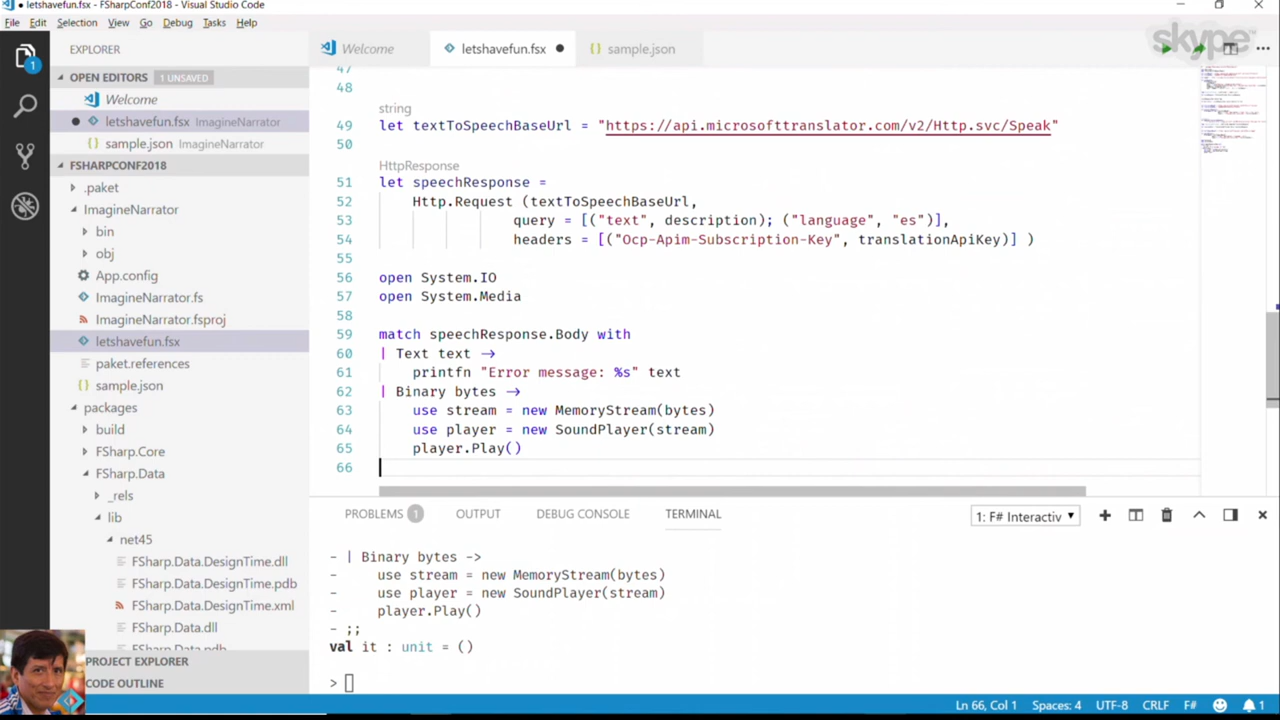 letshavefun.fsx - FSharpConf2018 - Visual Studio Code
File Edit Selection View Go Debug Tasks Help
skype
EXPLORER
Welcome
letshavefun.fsx
sample.json
OPEN EDITORS 1 UNSAVED
Welcome
letshavefun.fsx ImagineNarrator
sample.json ImagineNarrator
FSHARPCONF2018
.paket
ImagineNarrator
bin
obj
App.config
ImagineNarrator.fs
ImagineNarrator.fsproj
letshavefun.fsx
paket.references
sample.json
packages
build
FSharp.Core
FSharp.Data
_rels
lib
net45
FSharp.Data.DesignTime.dll
FSharp.Data.DesignTime.pdb
FSharp.Data.DesignTime.xml
FSharp.Data.dll
FSharp.Data.pdb
PROJECT EXPLORER
CODE OUTLINE
1
47
48
string
49 let textToSpeechBaseUrl = "https://api.microsofttranslator.com/v2/Http.svc/Speak"
50
HttpResponse
51 let speechResponse =
52 Http.Request (textToSpeechBaseUrl,
53 query = [("text", description); ("language", "es")],
54 headers = [("Ocp-Apim-Subscription-Key", translationApiKey)] )
55
56 open System.IO
57 open System.Media
58
59 match speechResponse.Body with
60 | Text text ->
61 printfn "Error message: %s" text
62 | Binary bytes ->
63 use stream = new MemoryStream(bytes)
64 use player = new SoundPlayer(stream)
65 player.Play()
66
PROBLEMS 1 OUTPUT DEBUG CONSOLE TERMINAL 1: F# Interactiv
- | Binary bytes ->
- use stream = new MemoryStream(bytes)
- use player = new SoundPlayer(stream)
- player.Play()
- ;;
val it : unit = ()
>
Ln 66, Col 1 Spaces: 4 UTF-8 CRLF F# 1